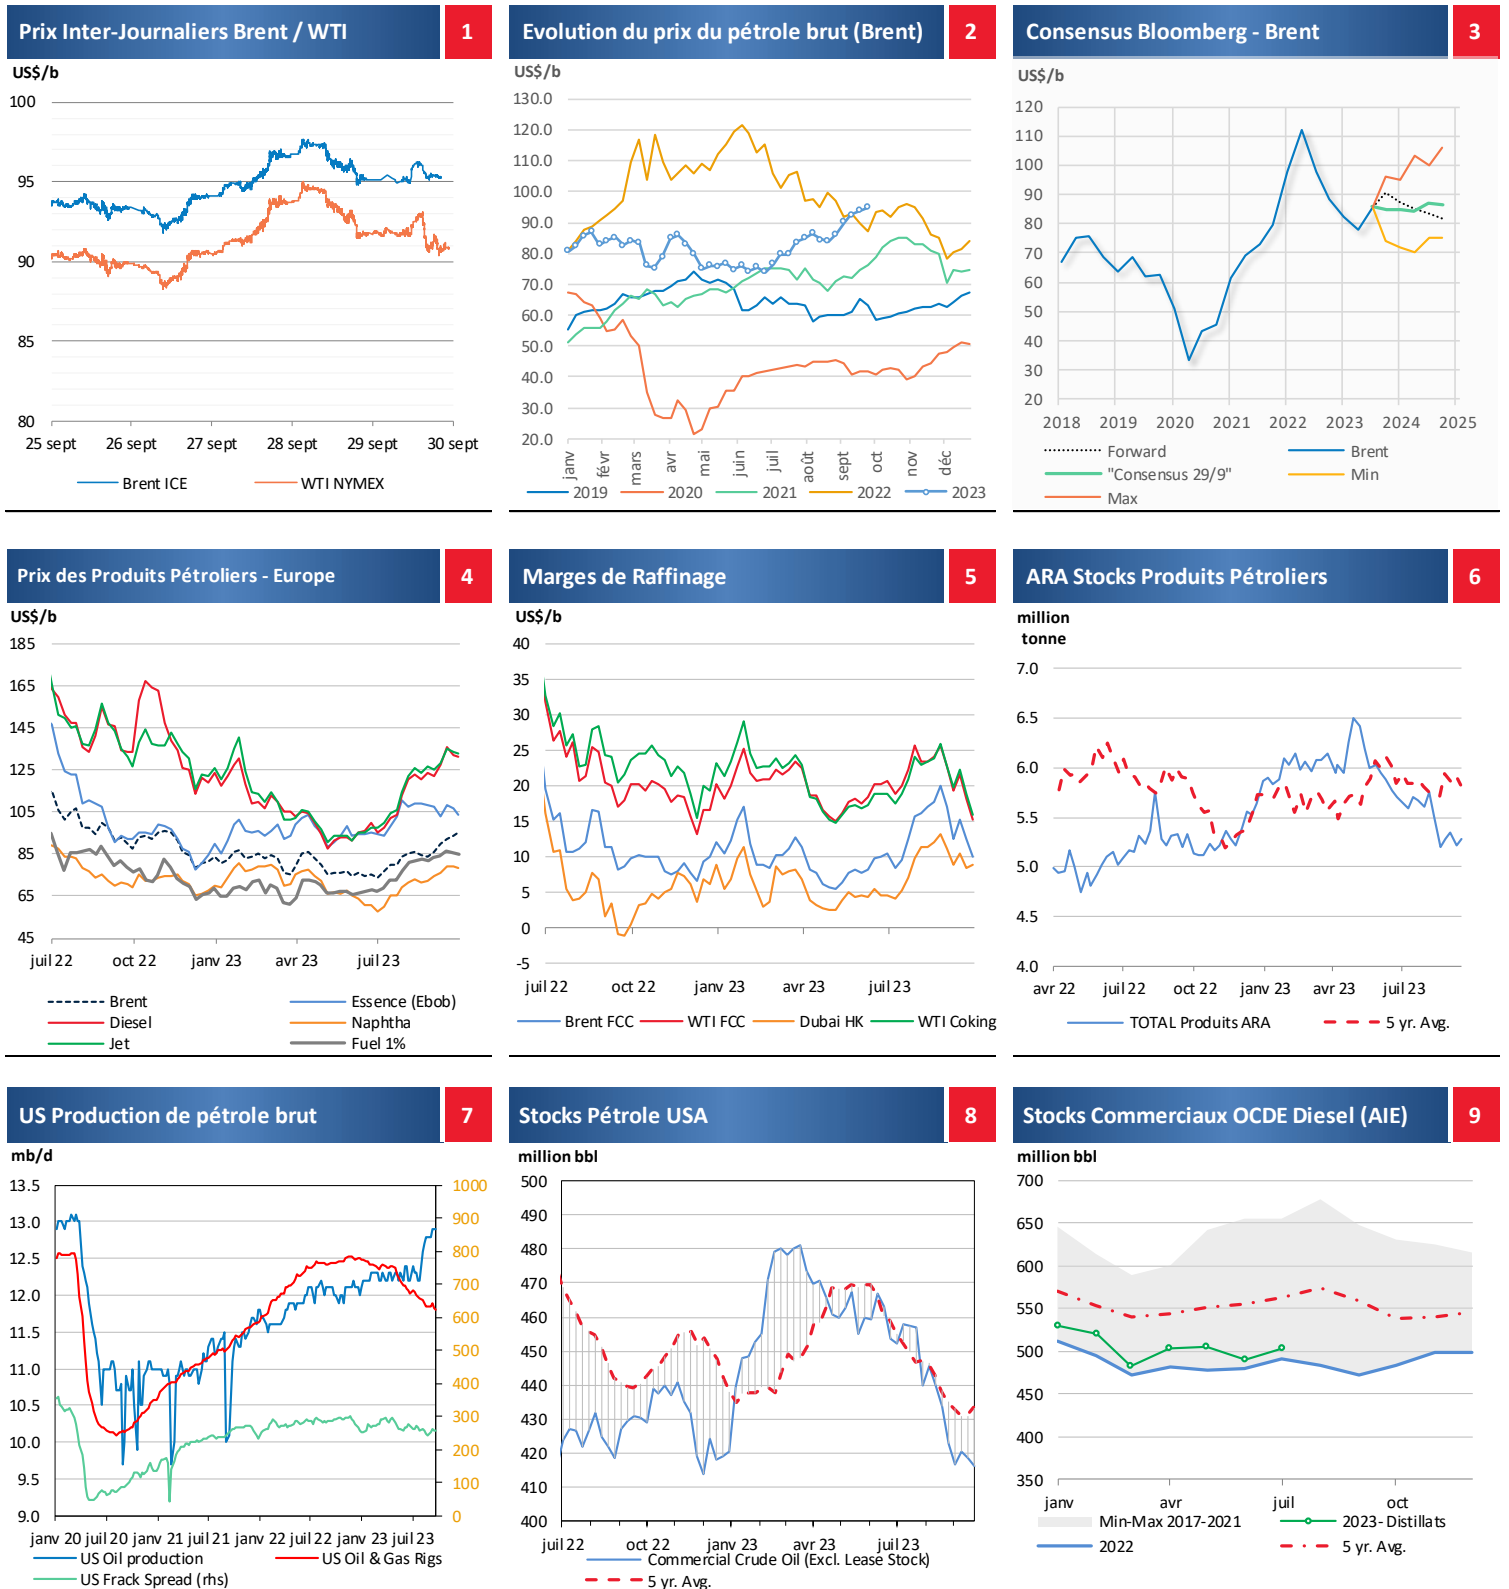 Prix Inter-Journaliers Brent / WTI
1
US$/b
100
95
90
85
80
25 sept
26 sept
27 sept
28 sept
29 sept
30 sept
Brent ICE
WTI NYMEX
Evolution du prix du pétrole brut (Brent)
2
US$/b
130.0
120.0
110.0
100.0
90.0
80.0
70.0
60.0
50.0
40.0
30.0
20.0
janv
févr
mars
avr
mai
juin
juil
août
sept
oct
nov
déc
2019
2020
2021
2022
2023
Consensus Bloomberg - Brent
3
US$/b
120
110
100
90
80
70
60
50
40
30
20
2018
2019
2020
2021
2022
2023
2024
2025
Forward
Brent
"Consensus 29/9"
Min
Max
Prix des Produits Pétroliers - Europe
4
US$/b
185
165
145
125
105
85
65
45
juil 22
oct 22
janv 23
avr 23
juil 23
Brent
Essence (Ebob)
Diesel
Naphtha
Jet
Fuel 1%
Marges de Raffinage
5
US$/b
40
35
30
25
20
15
10
5
0
-5
juil 22
oct 22
janv 23
avr 23
juil 23
Brent FCC
WTI FCC
Dubai HK
WTI Coking
ARA Stocks Produits Pétroliers
6
million
tonne
7.0
6.5
6.0
5.5
5.0
4.5
4.0
avr 22
juil 22
oct 22
janv 23
avr 23
juil 23
TOTAL Produits ARA
5 yr. Avg.
US Production de pétrole brut
7
mb/d
13.5
13.0
12.5
12.0
11.5
11.0
10.5
10.0
9.5
9.0
1000
900
800
700
600
500
400
300
200
100
0
janv 20
juil 20
janv 21
juil 21
janv 22
juil 22
janv 23
juil 23
US Oil production
US Oil & Gas Rigs
US Frack Spread (rhs)
Stocks Pétrole USA
8
million bbl
500
490
480
470
460
450
440
430
420
410
400
juil 22
oct 22
janv 23
avr 23
juil 23
Commercial Crude Oil (Excl. Lease Stock)
5 yr. Avg.
Stocks Commerciaux OCDE Diesel (AIE)
9
million bbl
700
650
600
550
500
450
400
350
janv
avr
juil
oct
Min-Max 2017-2021
2023- Distillats
2022
5 yr. Avg.